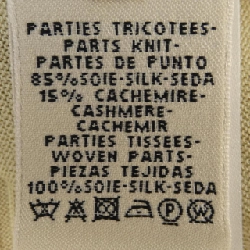 PARTIES TRICOTEES-
PARTS KNIT-
PARTES DE PUNTO
85%SOIE-SILK-SEDA
15% CACHEMIRE-
CASHMERE-
CACHEMIR
PARTIES TISSEES-
WOVEN PARTS-
PIEZAS TEJIDAS
100%SOIE-SILK-SEDA
P W